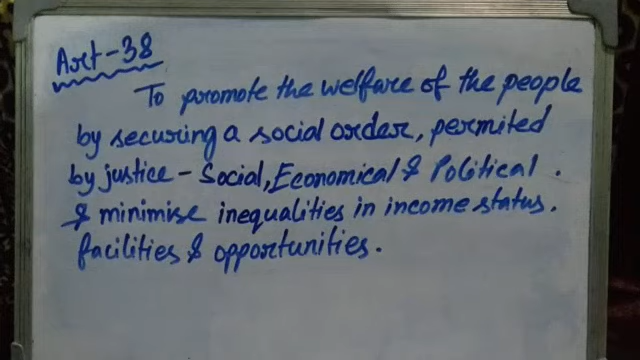 Art-38
To promote the welfare of the people
by securing a social order, permited
by justice - Social, Economical & Political.
& minimise inequalities in income status.
facilities & opportunities.